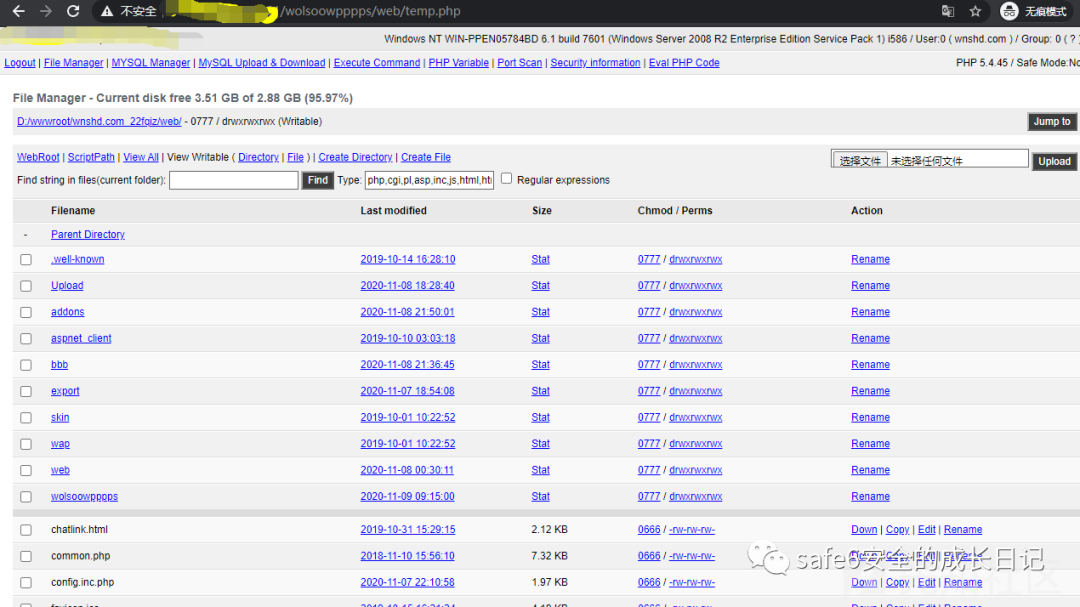 不安全 /wolsoowpppps/web/temp.php 无痕模式
Windows NT WIN-PPEN05784BD 6.1 build 7601 (Windows Server 2008 R2 Enterprise Edition Service Pack 1) i586 / User:0 ( wnshd.com ) / Group: 0 ( ? )
Logout | File Manager | MYSQL Manager | MySQL Upload & Download | Execute Command | PHP Variable | Port Scan | Security information | Eval PHP Code PHP 5.4.45 / Safe Mode:No
File Manager - Current disk free 3.51 GB of 2.88 GB (95.97%)
D:/wwwroot/wnshd.com_22fqiz/web/ - 0777 / drwxrwxrwx (Writable) Jump to
WebRoot | ScriptPath | View All | View Writable ( Directory | File ) | Create Directory | Create File 选择文件 未选择任何文件 Upload
Find string in files(current folder): Find Type: php,cgi,pl,asp,inc,js,html,ht Regular expressions
Filename Last modified Size Chmod / Perms Action
- Parent Directory
.well-known 2019-10-14 16:28:10 Stat 0777 / drwxrwxrwx Rename
Upload 2020-11-08 18:28:40 Stat 0777 / drwxrwxrwx Rename
addons 2020-11-08 21:50:01 Stat 0777 / drwxrwxrwx Rename
aspnet_client 2019-10-10 03:03:18 Stat 0777 / drwxrwxrwx Rename
bbb 2020-11-08 21:36:45 Stat 0777 / drwxrwxrwx Rename
export 2020-11-07 18:54:08 Stat 0777 / drwxrwxrwx Rename
skin 2019-10-01 10:22:52 Stat 0777 / drwxrwxrwx Rename
wap 2019-10-01 10:22:52 Stat 0777 / drwxrwxrwx Rename
web 2020-11-08 00:30:11 Stat 0777 / drwxrwxrwx Rename
wolsoowpppps 2020-11-09 09:15:00 Stat 0777 / drwxrwxrwx Rename
chatlink.html 2019-10-31 15:29:15 2.12 KB 0666 / -rw-rw-rw- Down | Copy | Edit | Rename
common.php 2018-11-10 15:56:10 7.32 KB 0666 / -rw-rw-rw- Down | Copy | Edit | Rename
safe6安全的成长日记
config.inc.php 2020-11-07 22:10:58 1.97 KB 0666 / -rw-rw-rw- Down | Copy | Edit | Rename